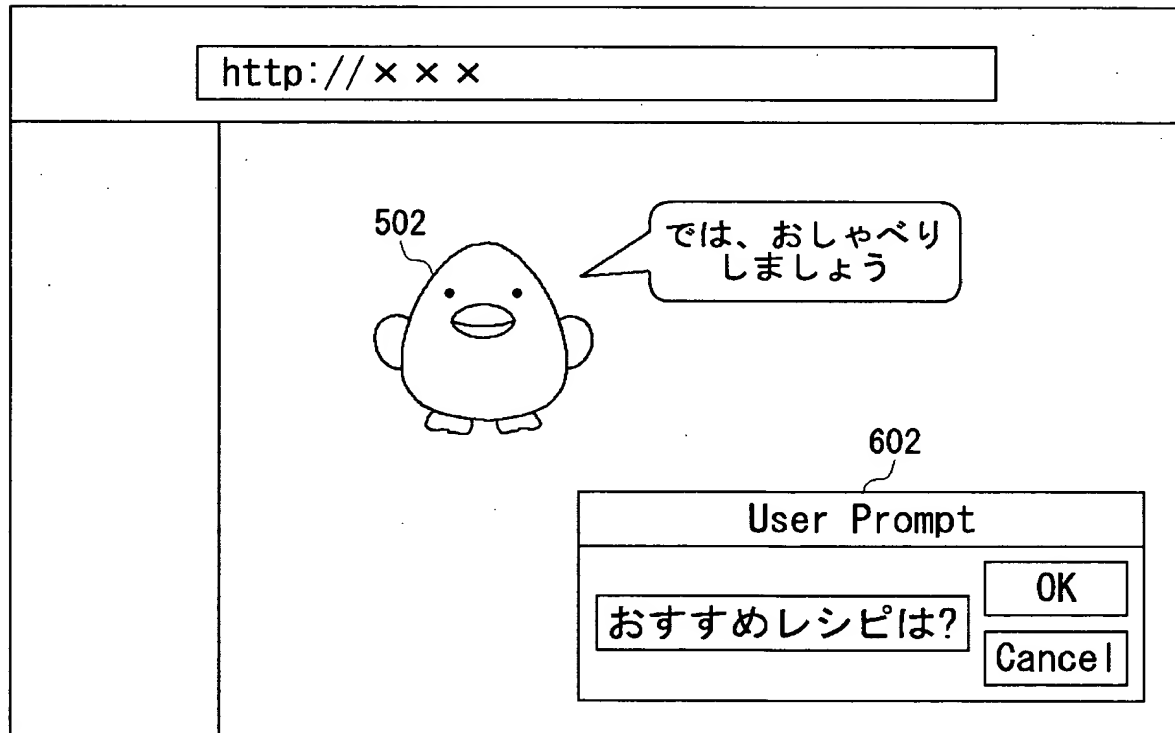 http://×××
502
では、おしゃべり
しましょう
602
User Prompt
おすすめレシピは?
OK
Cancel